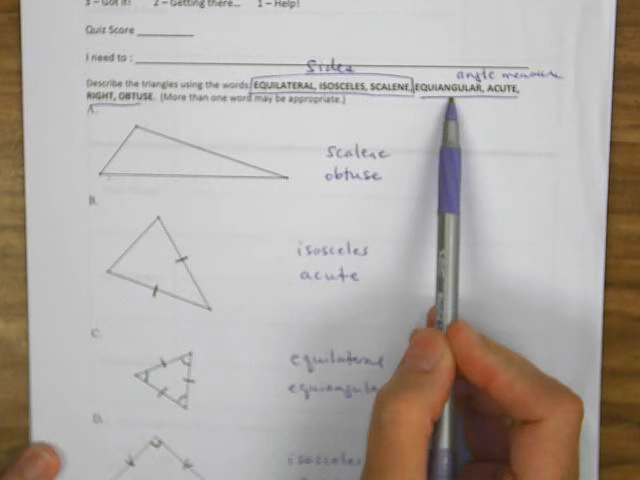 3 – Got it! 2 – Getting there... 1 – Help!
Quiz Score
I need to :
Sides
angle measure
Describe the triangles using the words EQUILATERAL, ISOSCELES, SCALENE, EQUIANGULAR, ACUTE,
RIGHT, OBTUSE. (More than one word may be appropriate.)
A.
scalene
obtuse
B.
isosceles
acute
C.
equilateral
D.
isosceles